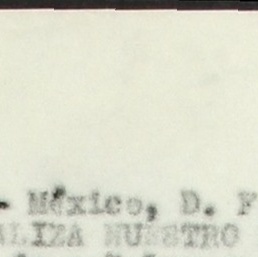 - México, D. F
ALIZA NUESTRO